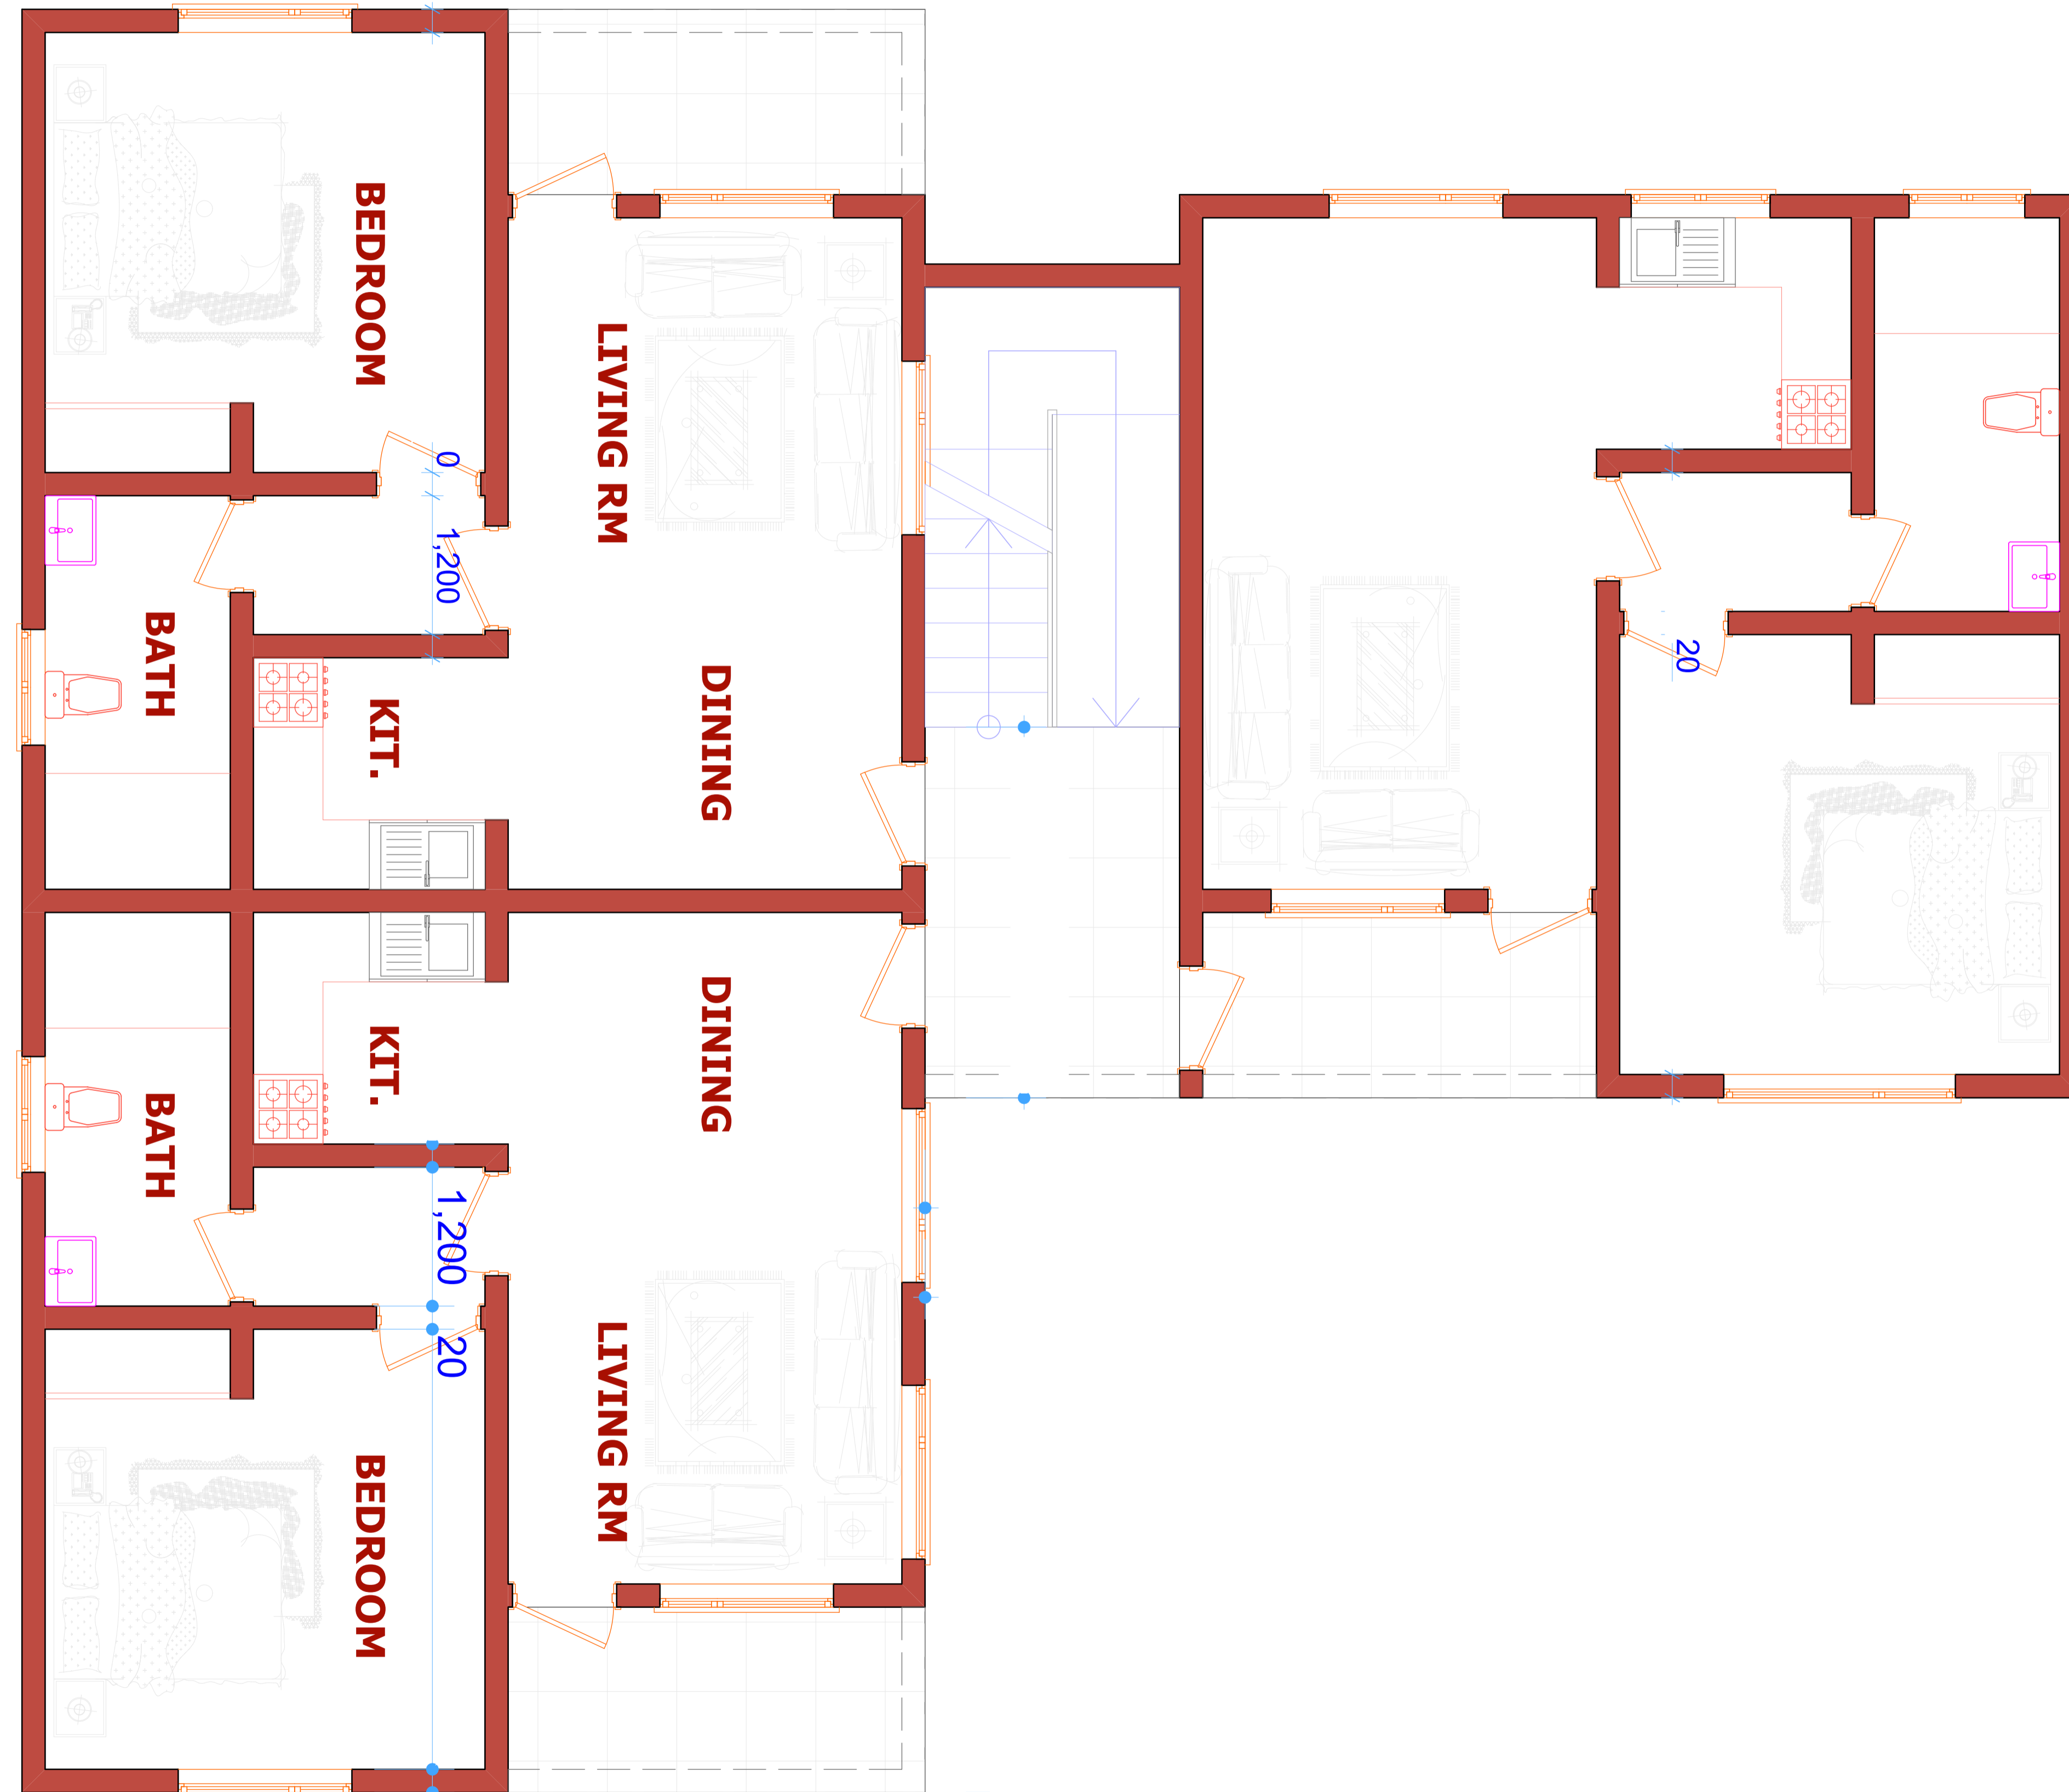 BEDROOM
LIVING RM
0
1,200
BATH
KIT.
DINING
20
BATH
KIT.
DINING
1,200
20
BEDROOM
LIVING RM